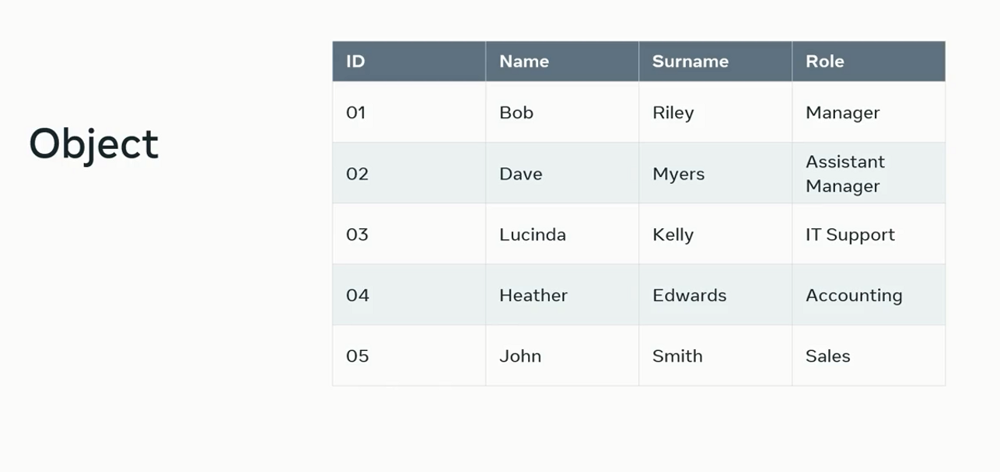 Object
ID Name Surname Role
01 Bob Riley Manager
02 Dave Myers Assistant
Manager
03 Lucinda Kelly IT Support
04 Heather Edwards Accounting
05 John Smith Sales